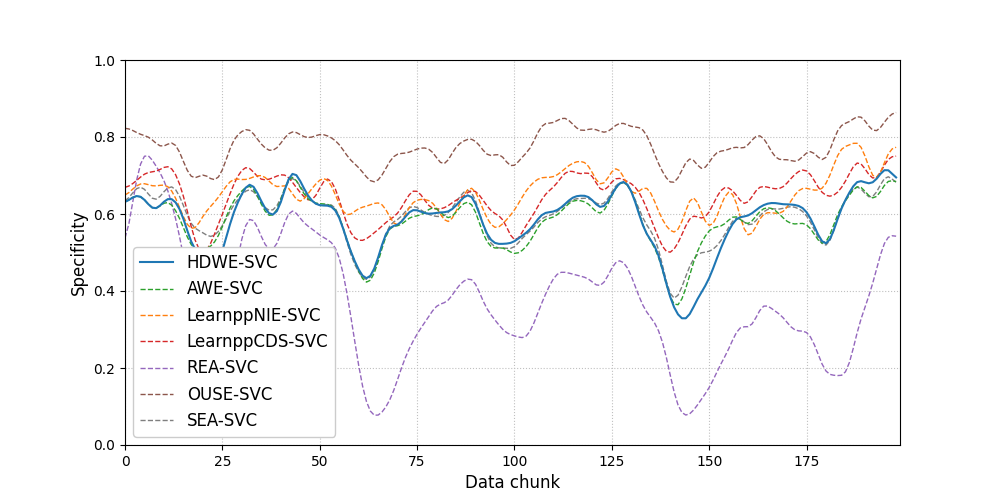 1.0
0.8
0.6
0.4
0.2
0.0
Specificity
HDWE-SVC
AWE-SVC
LearnppNIE-SVC
LearnppCDS-SVC
REA-SVC
OUSE-SVC
SEA-SVC
0 25 50 75 100 125 150 175
Data chunk